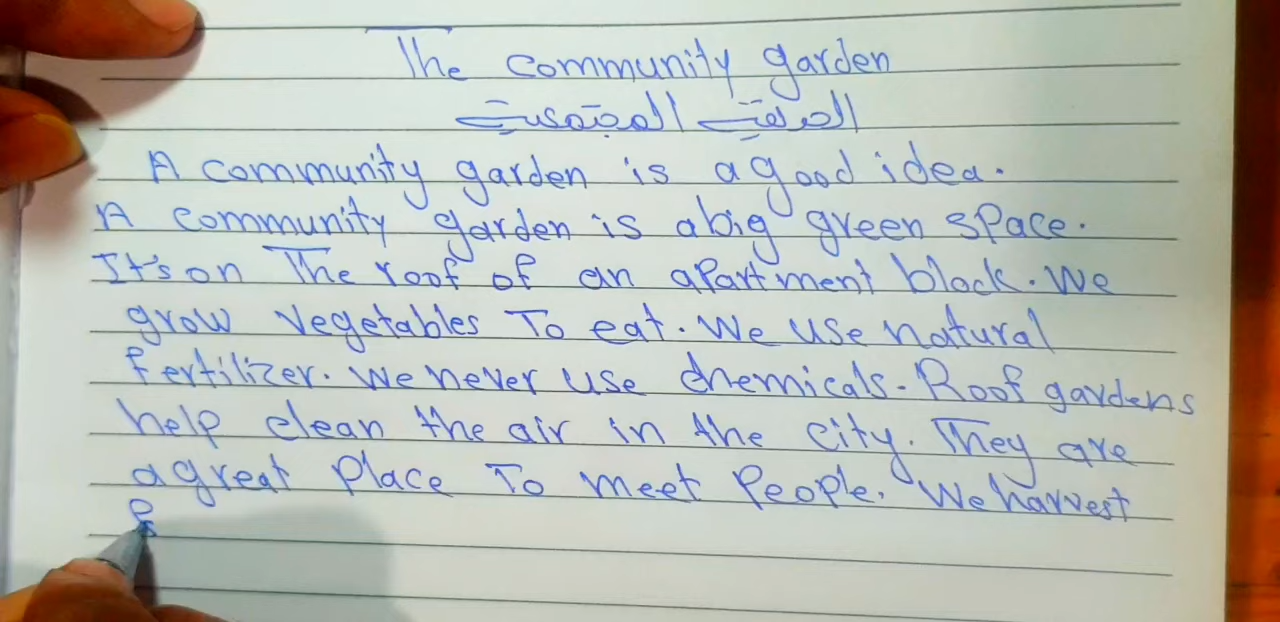 The community garden
الحديقة المجتمعية
A community garden is a good idea.
A community garden is a big green space.
It's on The roof of an apartment block. We
grow vegetables To eat. We use natural
fertilizer. We never use chemicals. Roof gardens
help clean the air in the city. They are
a great place To meet people. We harvest